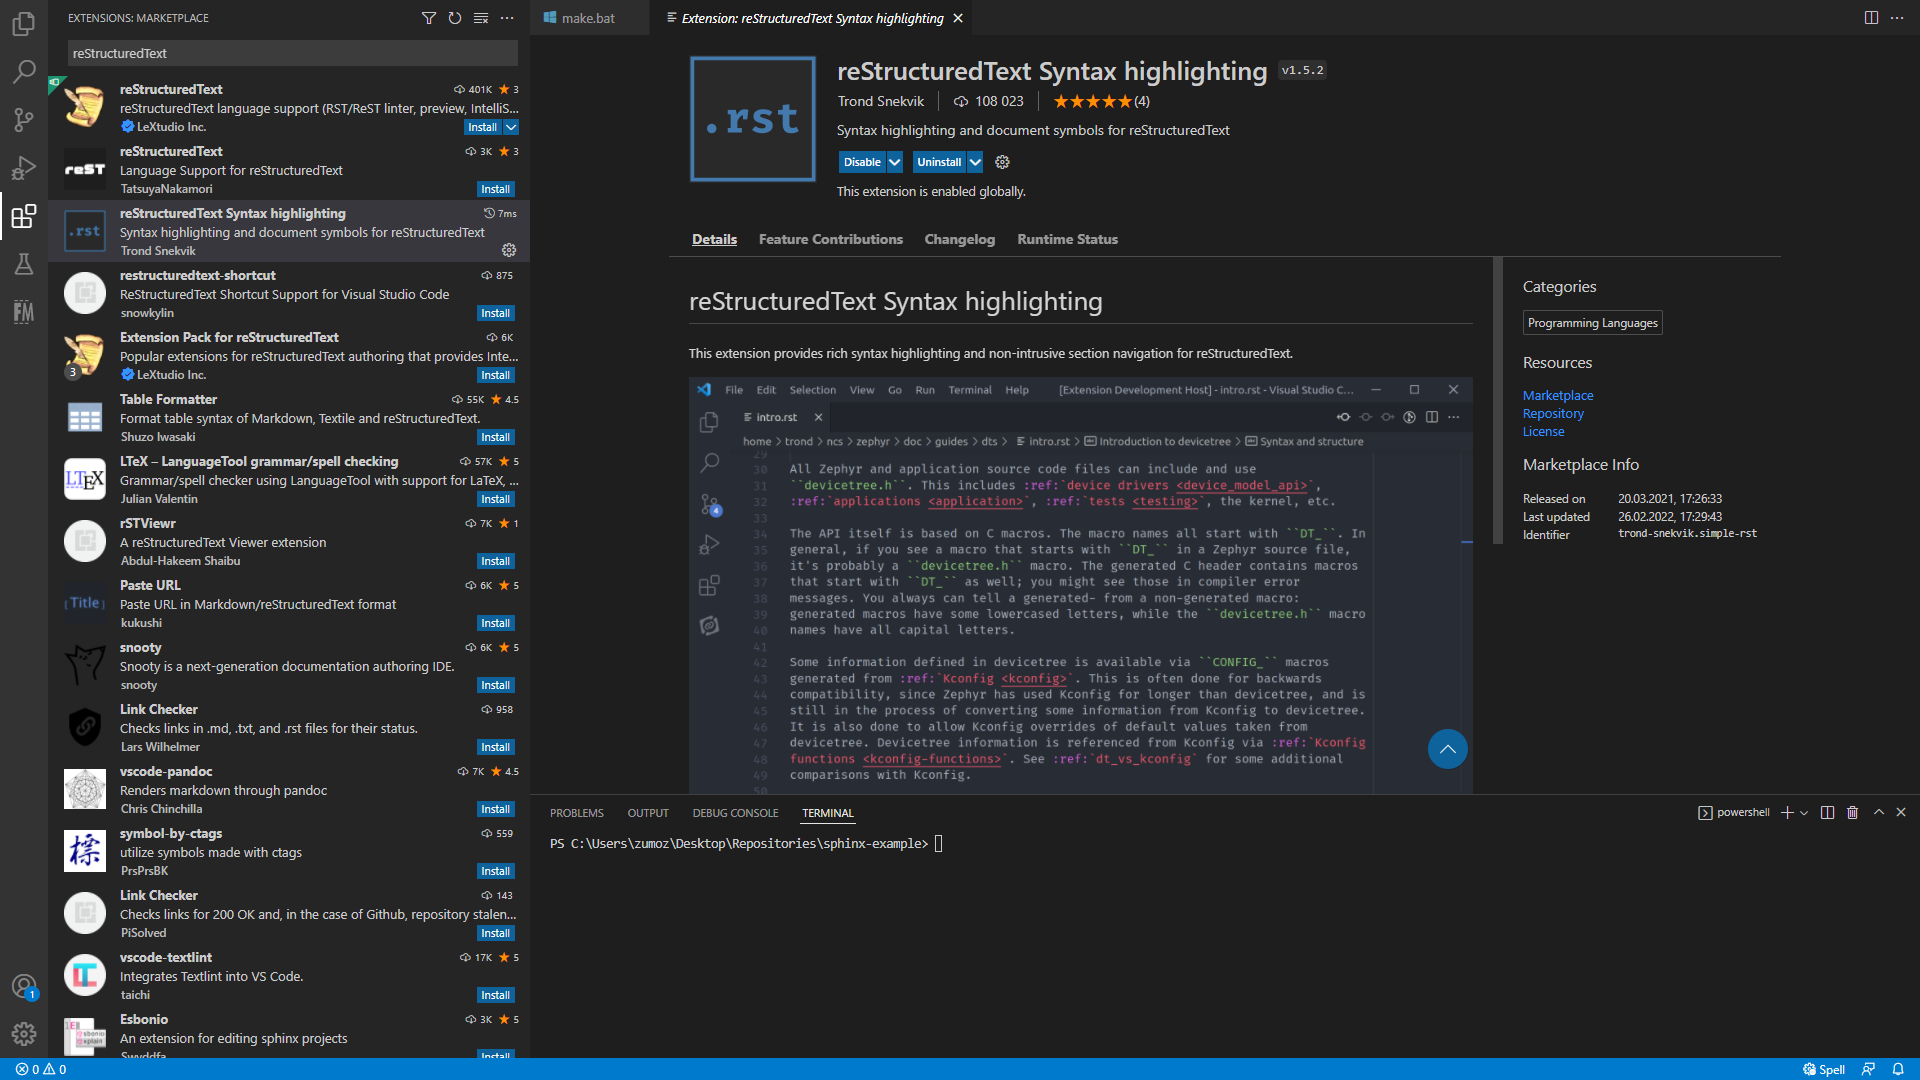 EXTENSIONS: MARKETPLACE
reStructuredText
reStructuredText 401K 3
reStructuredText language support (RST/ReST linter, preview, IntelliS...
LeXtudio Inc. Install
reST
reStructuredText 3K 3
Language Support for reStructuredText
TatsuyaNakamori Install
.rst
reStructuredText Syntax highlighting 7ms
Syntax highlighting and document symbols for reStructuredText
Trond Snekvik
restructuredtext-shortcut 875
ReStructuredText Shortcut Support for Visual Studio Code
snowkylin Install
Extension Pack for reStructuredText 6K
Popular extensions for reStructuredText authoring that provides Inte...
3 LeXtudio Inc. Install
Table Formatter 55K 4.5
Format table syntax of Markdown, Textile and reStructuredText.
Shuzo Iwasaki Install
LTeX – LanguageTool grammar/spell checking 57K 5
LTEX Grammar/spell checker using LanguageTool with support for LaTeX, ...
Julian Valentin Install
rSTViewr 7K 1
A reStructuredText Viewer extension
Abdul-Hakeem Shaibu Install
Paste URL 6K 5
[Title] Paste URL in Markdown/reStructuredText format
kukushi Install
snooty 6K 5
Snooty is a next-generation documentation authoring IDE.
snooty Install
Link Checker 958
Checks links in .md, .txt, and .rst files for their status.
Lars Wilhelmer Install
vscode-pandoc 7K 4.5
Renders markdown through pandoc
Chris Chinchilla Install
symbol-by-ctags 559
標 utilize symbols made with ctags
PrsPrsBK Install
Link Checker 143
Checks links for 200 OK and, in the case of Github, repository stalen...
PiSolved Install
vscode-textlint 17K 5
Integrates Textlint into VS Code.
taichi Install
Esbonio 3K 5
An extension for editing sphinx projects
Swyddfa Install
FM
1
make.bat
Extension: reStructuredText Syntax highlighting
.rst
reStructuredText Syntax highlighting v1.5.2
Trond Snekvik 108 023 ★★★★★(4)
Syntax highlighting and document symbols for reStructuredText
Disable Uninstall
This extension is enabled globally.
Details Feature Contributions Changelog Runtime Status
reStructuredText Syntax highlighting
This extension provides rich syntax highlighting and non-intrusive section navigation for reStructuredText.
File Edit Selection View Go Run Terminal Help [Extension Development Host] - intro.rst - Visual Studio C...
intro.rst
home > trond > ncs > zephyr > doc > guides > dts > intro.rst > Introduction to devicetree > Syntax and structure
4
29
30 All Zephyr and application source code files can include and use
31 ``devicetree.h``. This includes :ref:`device drivers <device_model_api>`,
32 :ref:`applications <application>`, :ref:`tests <testing>`, the kernel, etc.
33
34 The API itself is based on C macros. The macro names all start with ``DT_``. In
35 general, if you see a macro that starts with ``DT_`` in a Zephyr source file,
36 it's probably a ``devicetree.h`` macro. The generated C header contains macros
37 that start with ``DT_`` as well; you might see those in compiler error
38 messages. You always can tell a generated- from a non-generated macro:
39 generated macros have some lowercased letters, while the ``devicetree.h`` macro
40 names have all capital letters.
41
42 Some information defined in devicetree is available via ``CONFIG_`` macros
43 generated from :ref:`Kconfig <kconfig>`. This is often done for backwards
44 compatibility, since Zephyr has used Kconfig for longer than devicetree, and is
45 still in the process of converting some information from Kconfig to devicetree.
46 It is also done to allow Kconfig overrides of default values taken from
47 devicetree. Devicetree information is referenced from Kconfig via :ref:`Kconfig
48 functions <kconfig-functions>`. See :ref:`dt_vs_kconfig` for some additional
49 comparisons with Kconfig.
50
Categories
Programming Languages
Resources
Marketplace
Repository
License
Marketplace Info
Released on 20.03.2021, 17:26:33
Last updated 26.02.2022, 17:29:43
Identifier trond-snekvik.simple-rst
PROBLEMS OUTPUT DEBUG CONSOLE TERMINAL powershell
PS C:\Users\zumoz\Desktop\Repositories\sphinx-example>
0 0 Spell